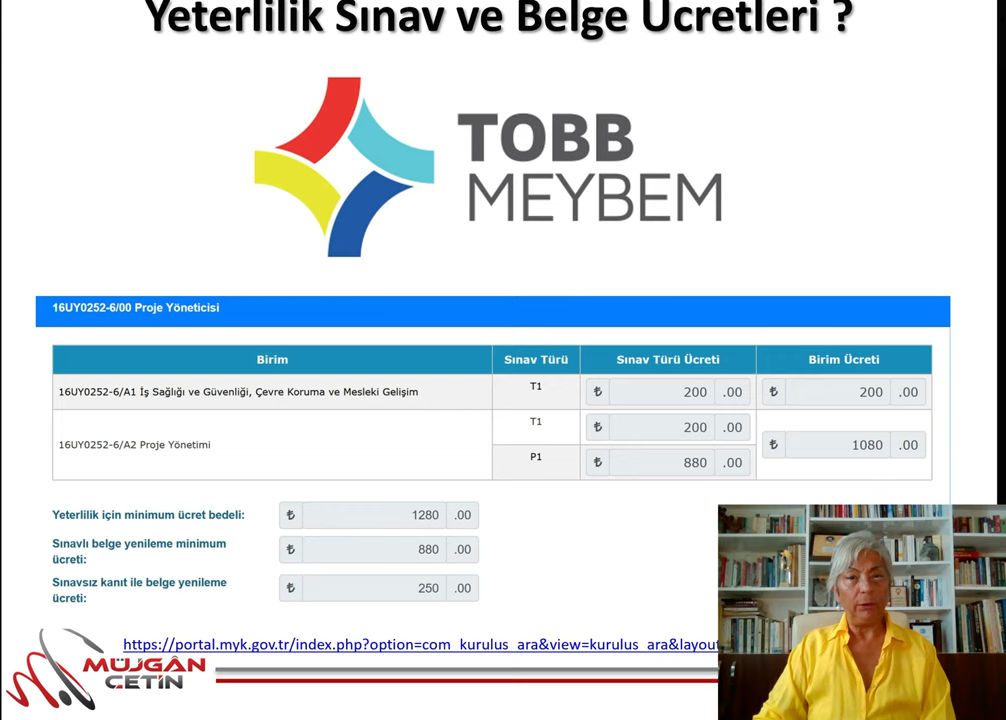 Yeterlilik Sınav ve Belge Ücretleri ?
TOBB
MEYBEM
16UY0252-6/00 Proje Yöneticisi
Birim Sınav Türü Sınav Türü Ücreti Birim Ücreti
16UY0252-6/A1 İş Sağlığı ve Güvenliği, Çevre Koruma ve Mesleki Gelişim T1 ₺ 200 .00 ₺ 200 .00
T1 ₺ 200 .00
16UY0252-6/A2 Proje Yönetimi ₺ 1080 .00
P1 ₺ 880 .00
Yeterlilik için minimum ücret bedeli: ₺ 1280 .00
Sınavlı belge yenileme minimum
ücreti: ₺ 880 .00
Sınavsız kanıt ile belge yenileme
ücreti: ₺ 250 .00
https://portal.myk.gov.tr/index.php?option=com_kurulus_ara&view=kurulus_ara&layout
MÜJGÂN
ÇETİN